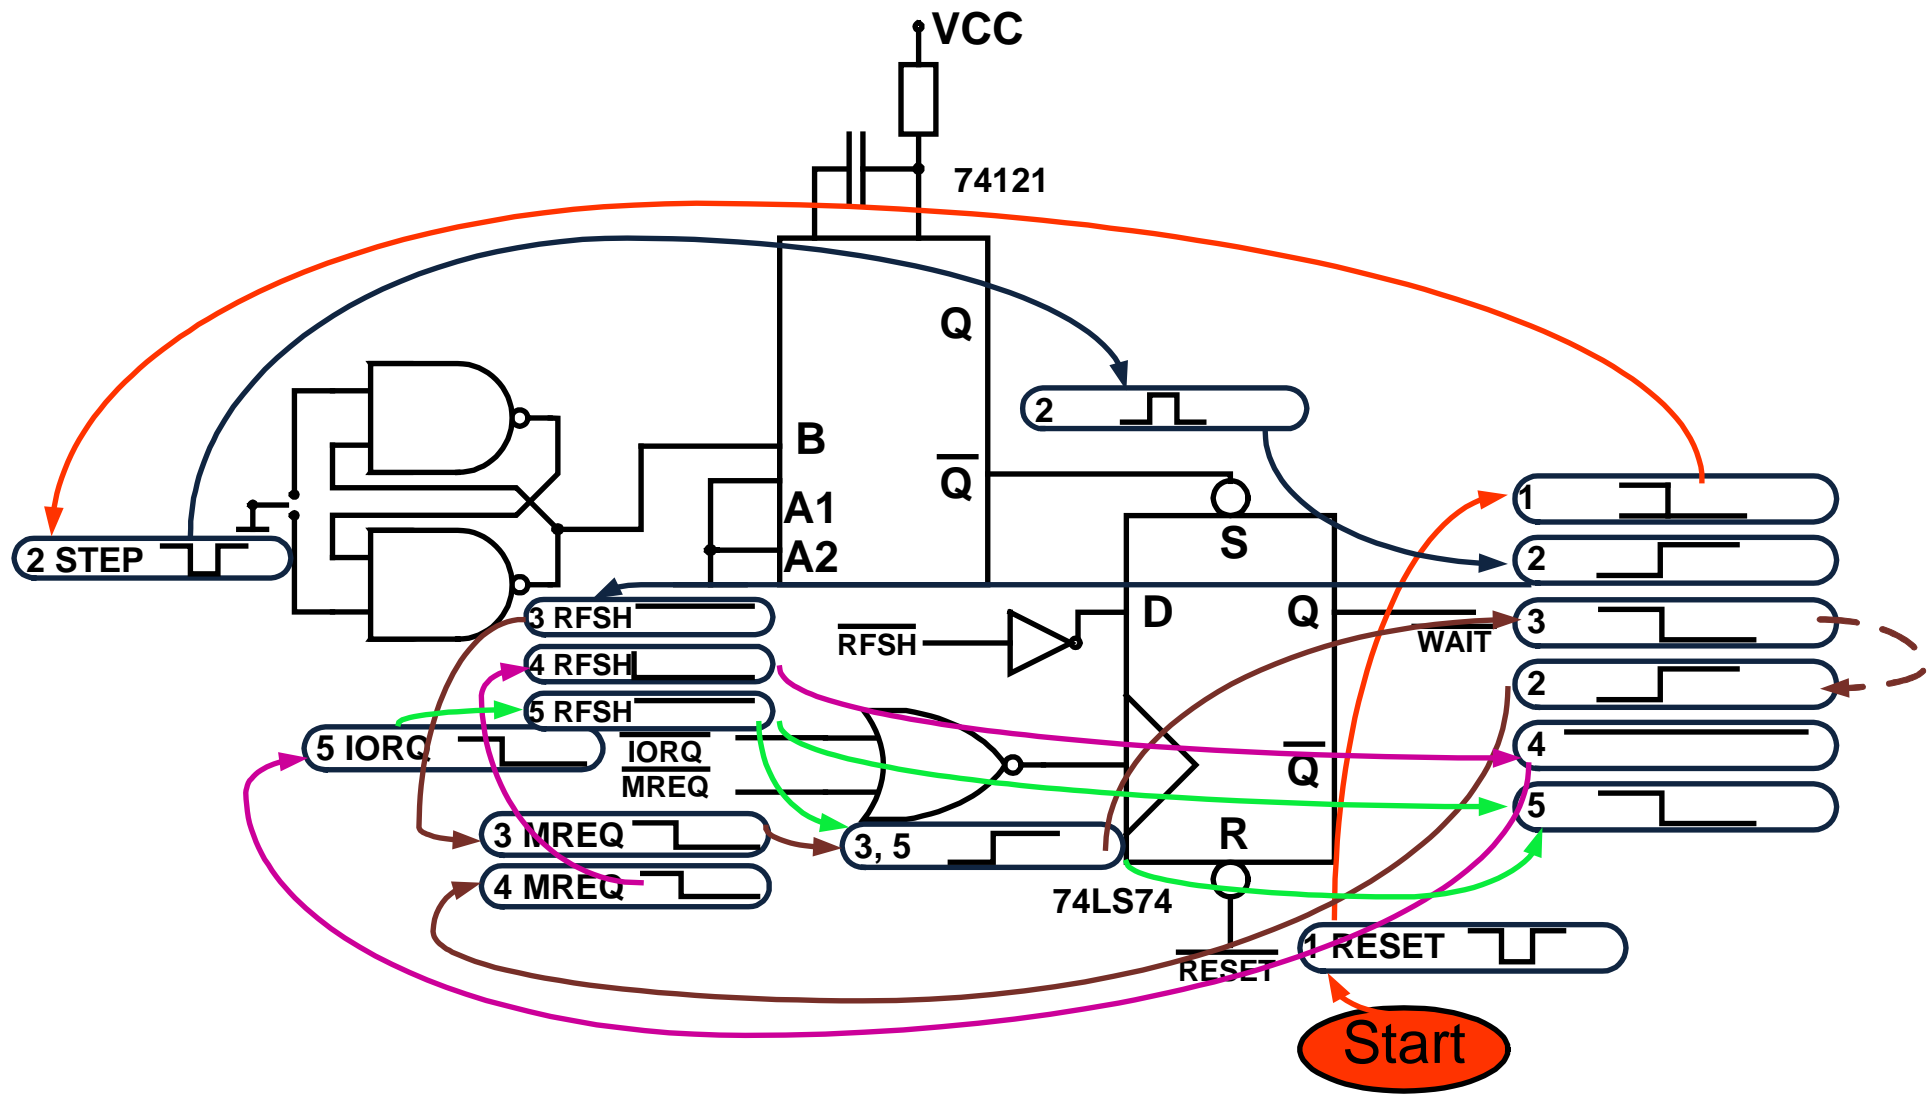 VCC
74121
Q
2
B
Q
1
A1
S
2 STEP
A2
2
3 RFSH
RFSH
D
Q
3
WAIT
4 RFSH
2
5 RFSH
5 IORQ
IORQ
4
MREQ
Q
5
3 MREQ
3, 5
R
4 MREQ
74LS74
RESET
1 RESET
Start